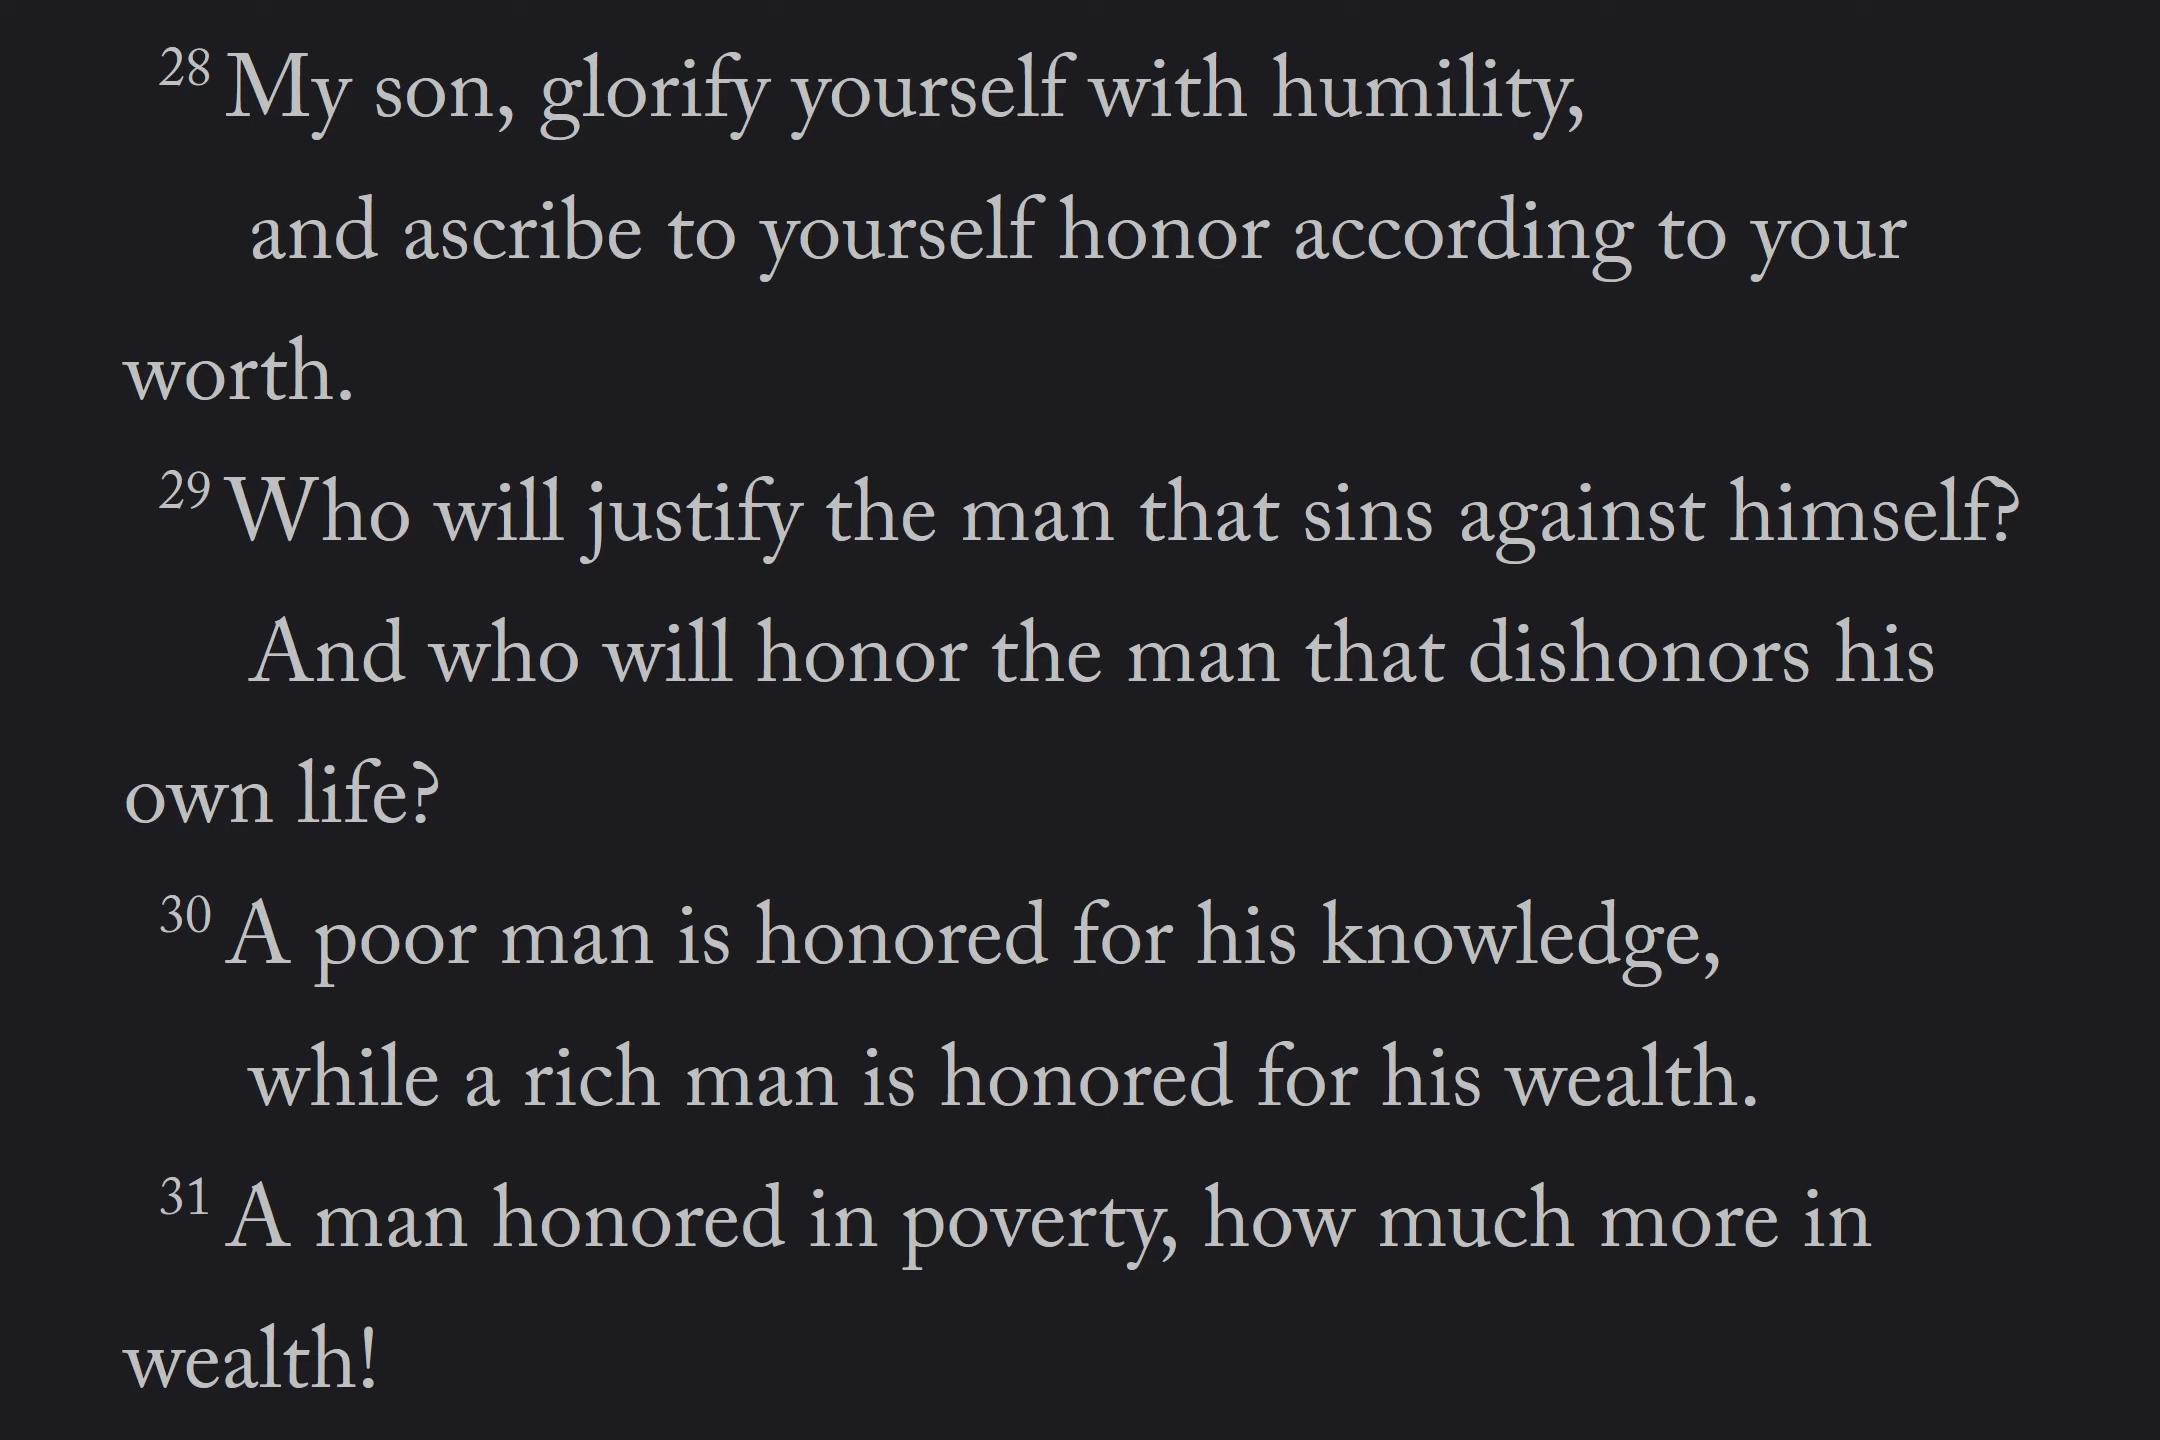 28 My son, glorify yourself with humility,
and ascribe to yourself honor according to your
worth.
29 Who will justify the man that sins against himself?
And who will honor the man that dishonors his
own life?
30 A poor man is honored for his knowledge,
while a rich man is honored for his wealth.
31 A man honored in poverty, how much more in
wealth!